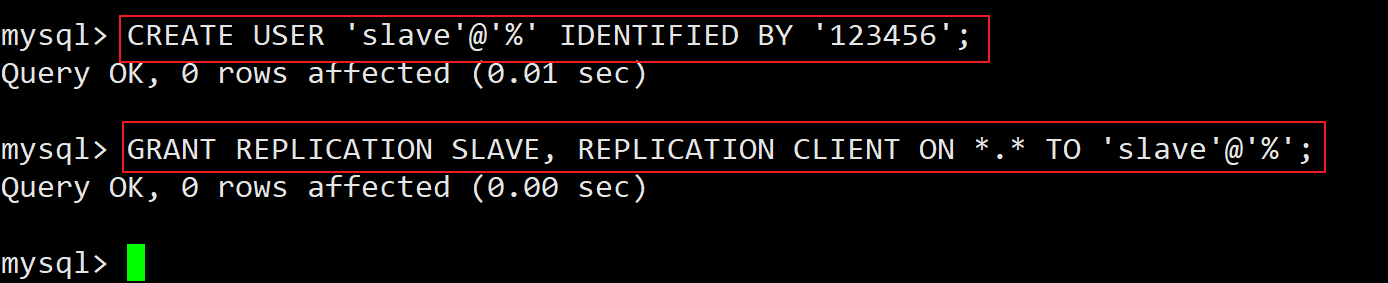 mysql> CREATE USER 'slave'@'%' IDENTIFIED BY '123456';
Query OK, 0 rows affected (0.01 sec)
mysql> GRANT REPLICATION SLAVE, REPLICATION CLIENT ON *.* TO 'slave'@'%';
Query OK, 0 rows affected (0.00 sec)
mysql>